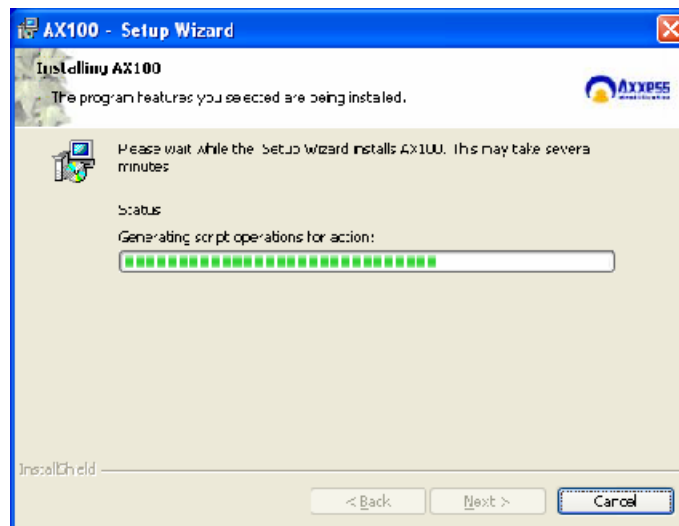 AX100 - Setup Wizard
Installing AX100
The program features you selected are being installed.
Axxess
Please wait while the Setup Wizard installs AX100. This may take several
minutes
Status
Generating script operations for action:
InstallShield
< Back
Next >
Cancel